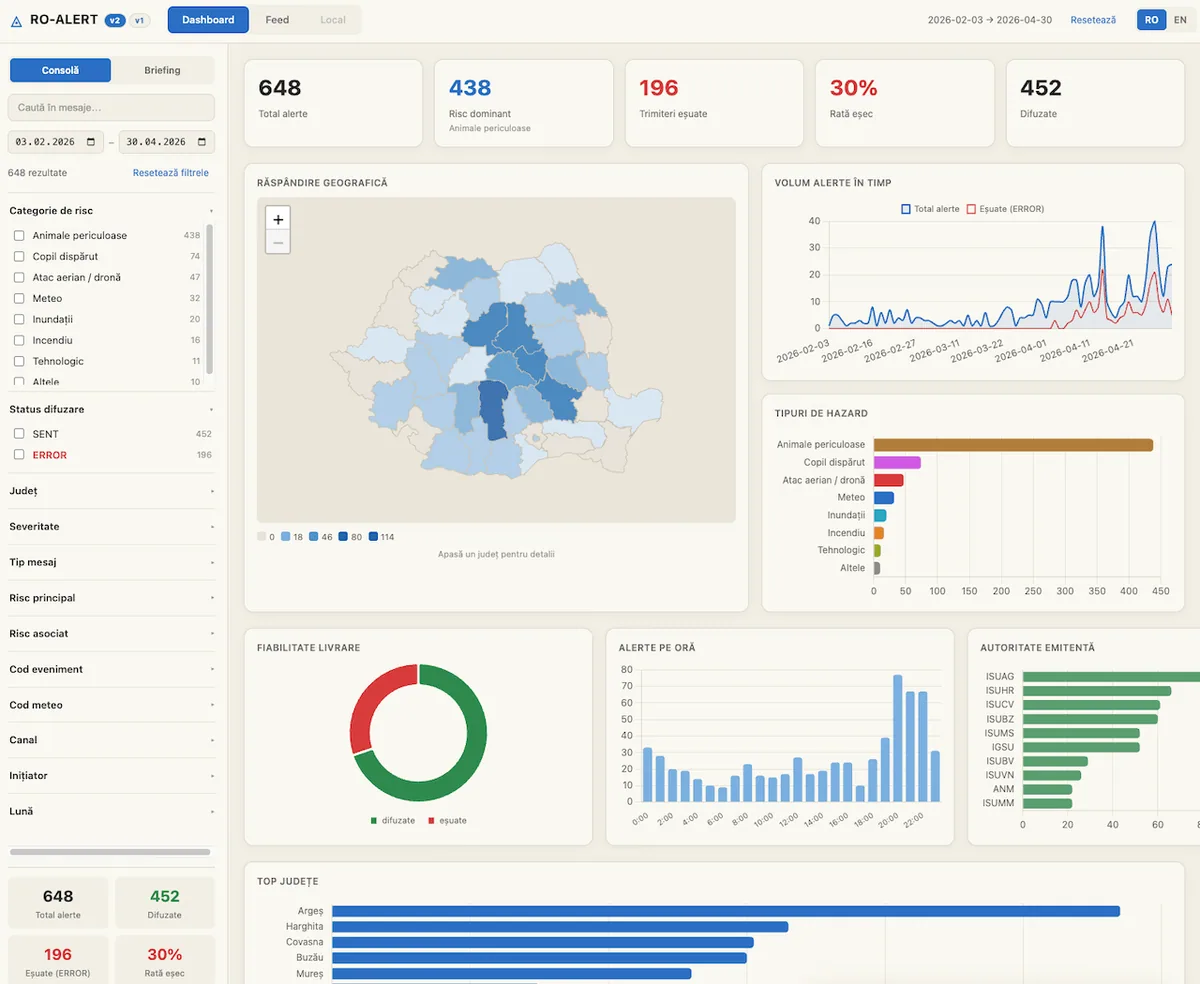 RO-ALERT v2 v1
Dashboard Feed Local
2026-02-03 → 2026-04-30 Resetează RO EN
Consolă Briefing
Caută în mesaje…
03.02.2026 – 30.04.2026
648 rezultate Resetează filtrele
Categorie de risc
Animale periculoase 438
Copil dispărut 74
Atac aerian / dronă 47
Meteo 32
Inundații 20
Incendiu 16
Tehnologic 11
Altele 10
Status difuzare
SENT 452
ERROR 196
Județ
Severitate
Tip mesaj
Risc principal
Risc asociat
Cod eveniment
Cod meteo
Canal
Inițiator
Lună
648
Total alerte
452
Difuzate
196
Eșuate (ERROR)
30%
Rată eșec
648
Total alerte
438
Risc dominant
Animale periculoase
196
Trimiteri eșuate
30%
Rată eșec
452
Difuzate
RĂSPÂNDIRE GEOGRAFICĂ
+
−
0 18 46 80 114
Apasă un județ pentru detalii
VOLUM ALERTE ÎN TIMP
Total alerte Eșuate (ERROR)
40
30
20
10
0
2026-02-03 2026-02-16 2026-02-27 2026-03-11 2026-03-22 2026-04-01 2026-04-11 2026-04-21
TIPURI DE HAZARD
Animale periculoase
Copil dispărut
Atac aerian / dronă
Meteo
Inundații
Incendiu
Tehnologic
Altele
0 50 100 150 200 250 300 350 400 450
FIABILITATE LIVRARE
difuzate eșuate
ALERTE PE ORĂ
80
70
60
50
40
30
20
10
0
0:00 2:00 4:00 6:00 8:00 10:00 12:00 14:00 16:00 18:00 20:00 22:00
AUTORITATE EMITENTĂ
ISUAG
ISUHR
ISUCV
ISUBZ
ISUMS
IGSU
ISUBV
ISUVN
ANM
ISUMM
0 20 40 60
TOP JUDEȚE
Argeș
Harghita
Covasna
Buzău
Mureș